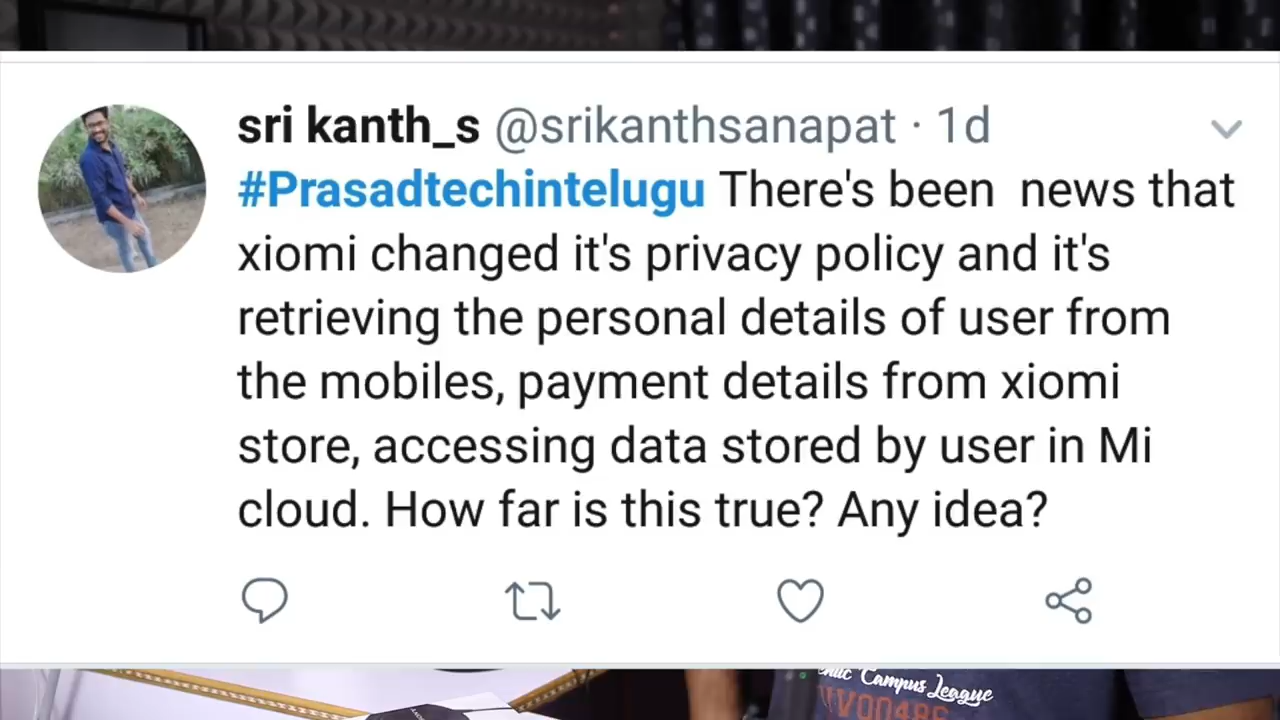 sri kanth_s @srikanthsanapat · 1d
#Prasadtechintelugu There's been news that
xiomi changed it's privacy policy and it's
retrieving the personal details of user from
the mobiles, payment details from xiomi
store, accessing data stored by user in Mi
cloud. How far is this true? Any idea?
Campus League